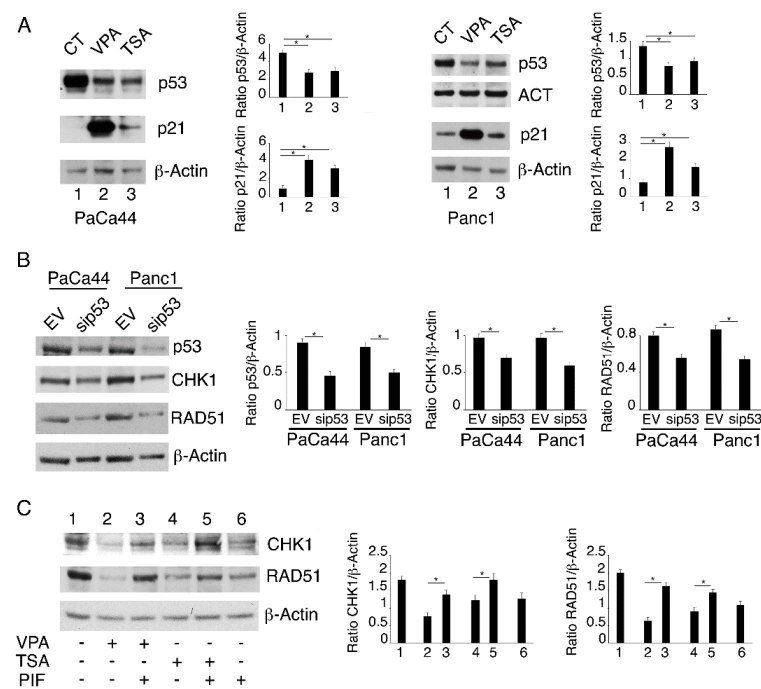 A
CT VPA TSA
p53
p21
β-Actin
1 2 3
PaCa44
Ratio p53/β-Actin
6
4
2
0
* *
1 2 3
Ratio p21/β-Actin
6
4
2
0
* *
1 2 3
CT VPA TSA
p53
ACT
p21
β-Actin
1 2 3
Panc1
Ratio p53/β-Actin
1.5
1
0.5
0
* *
1 2 3
Ratio p21/β-Actin
3
2
1
0
* *
1 2 3
B
PaCa44 Panc1
EV sip53 EV sip53
p53
CHK1
RAD51
β-Actin
Ratio p53/β-Actin
1
0.5
0
* *
EV sip53 EV sip53
PaCa44 Panc1
Ratio CHK1/β-Actin
1
0.5
0
* *
EV sip53 EV sip53
PaCa44 Panc1
Ratio RAD51/β-Actin
0.8
0.4
0
* *
EV sip53 EV sip53
PaCa44 Panc1
C
1 2 3 4 5 6
CHK1
RAD51
β-Actin
VPA - + + - - -
TSA - - - + + -
PIF - - + - + +
Ratio CHK1/β-Actin
2.5
2
1.5
1
0.5
0
* *
1 2 3 4 5 6
Ratio RAD51/β-Actin
2.5
2
1.5
1
0.5
0
* *
1 2 3 4 5 6